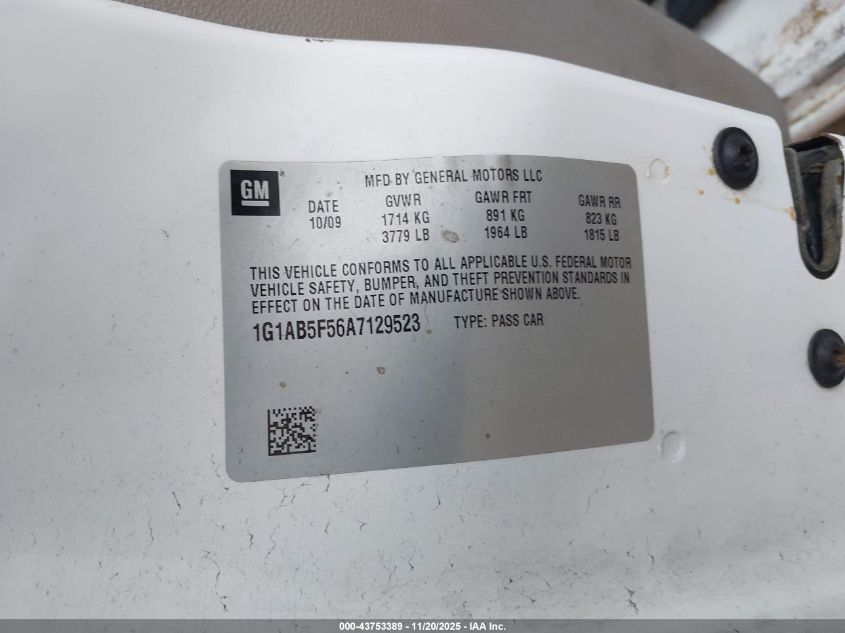 GM
MFD BY GENERAL MOTORS LLC
DATE GVWR GAWR FRT GAWR RR
10/09 1714 KG 891 KG 823 KG
3779 LB 1964 LB 1815 LB
THIS VEHICLE CONFORMS TO ALL APPLICABLE U.S. FEDERAL MOTOR
VEHICLE SAFETY, BUMPER, AND THEFT PREVENTION STANDARDS IN
EFFECT ON THE DATE OF MANUFACTURE SHOWN ABOVE.
1G1AB5F56A7129523 TYPE: PASS CAR
000-43753389 - 11/20/2025 - IAA Inc.